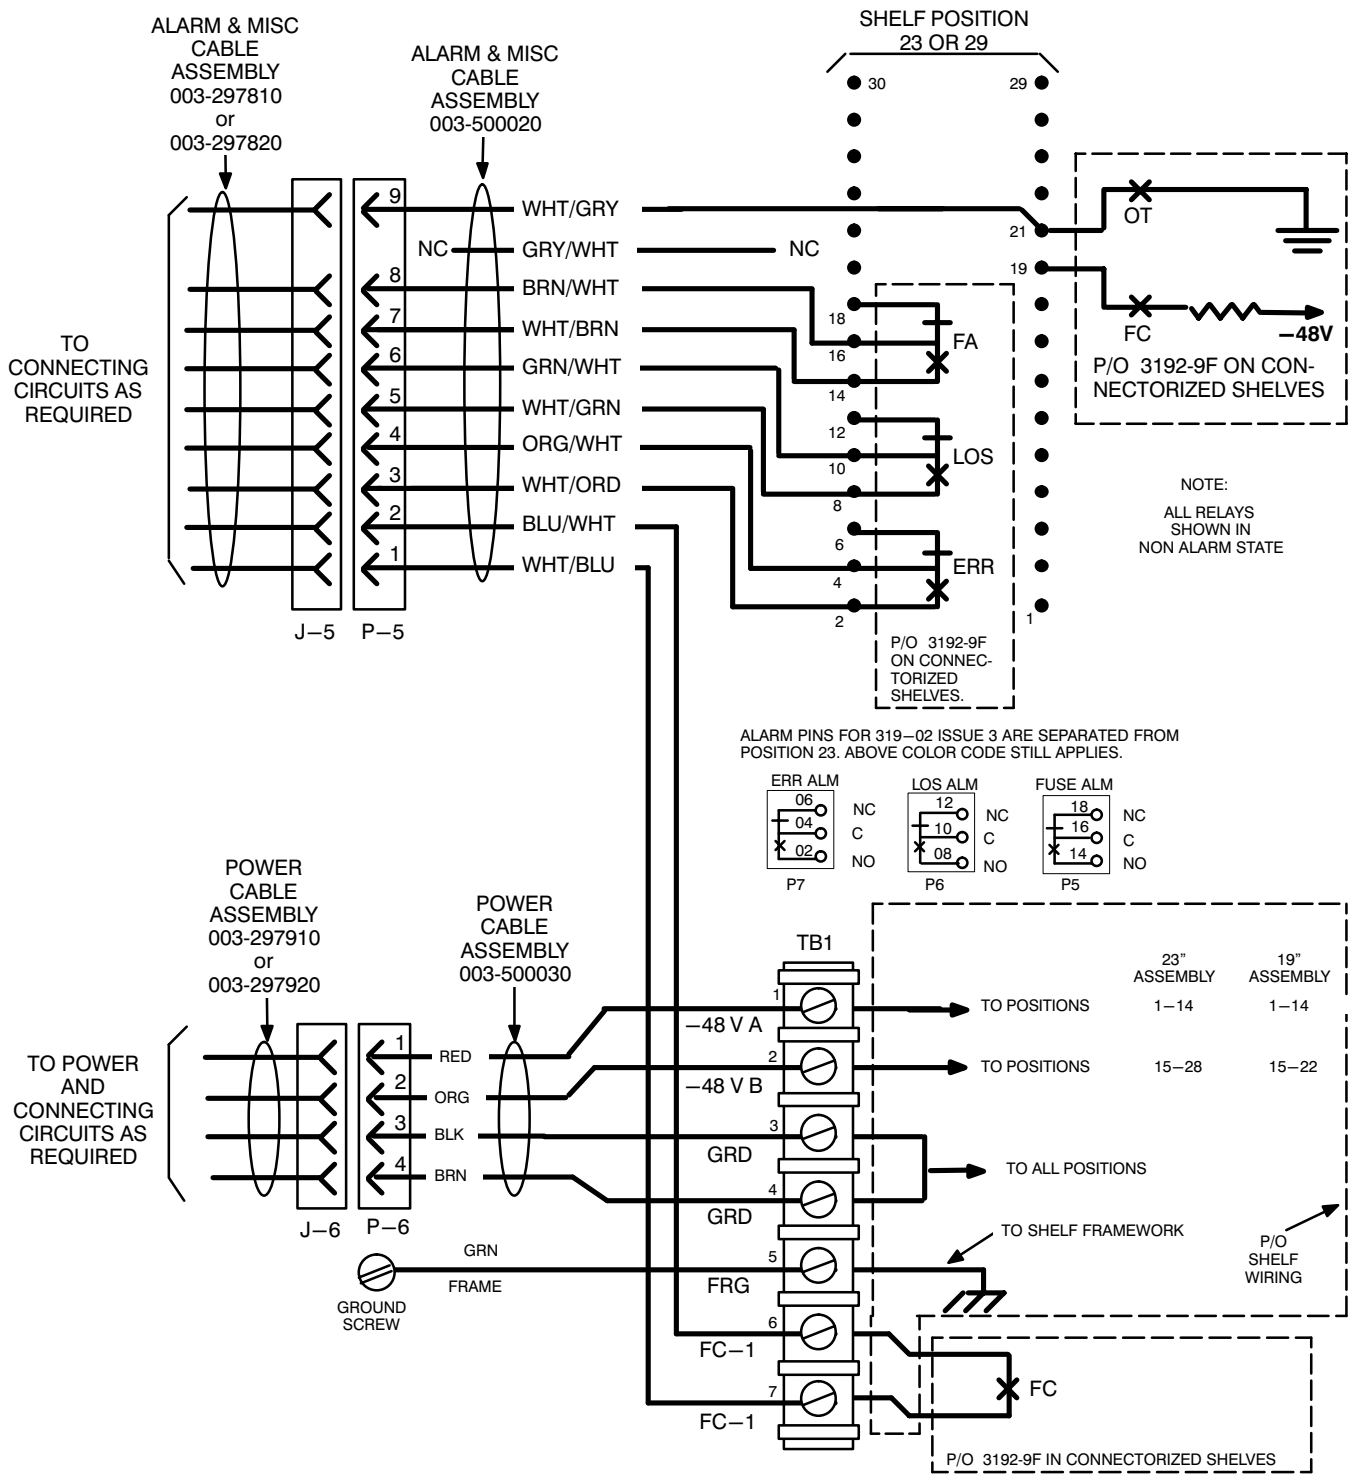 ALARM & MISC
CABLE
ASSEMBLY
003-297810
or
003-297820
ALARM & MISC
CABLE
ASSEMBLY
003-500020
SHELF POSITION
23 OR 29
30
29
9
WHT/GRY
21
OT
NC
GRY/WHT
NC
19
8
BRN/WHT
18
FC
–48V
7
WHT/BRN
16
FA
P/O 3192-9F ON CON-
NECTORIZED SHELVES
6
GRN/WHT
14
5
WHT/GRN
12
4
ORG/WHT
10
LOS
3
WHT/ORD
8
2
BLU/WHT
6
1
WHT/BLU
4
ERR
2
1
TO
CONNECTING
CIRCUITS AS
REQUIRED
J–5
P–5
NOTE:
ALL RELAYS
SHOWN IN
NON ALARM STATE
P/O 3192-9F
ON CONNEC-
TORIZED
SHELVES.
ALARM PINS FOR 319–02 ISSUE 3 ARE SEPARATED FROM
POSITION 23. ABOVE COLOR CODE STILL APPLIES.
ERR ALM
06
NC
04
C
02
NO
P7
LOS ALM
12
NC
10
C
08
NO
P6
FUSE ALM
18
NC
16
C
14
NO
P5
POWER
CABLE
ASSEMBLY
003-297910
or
003-297920
POWER
CABLE
ASSEMBLY
003-500030
TB1
23”
ASSEMBLY
19”
ASSEMBLY
1
–48 V A
TO POSITIONS
1–14
1–14
2
–48 V B
TO POSITIONS
15–28
15–22
TO POWER
AND
CONNECTING
CIRCUITS AS
REQUIRED
1
RED
2
ORG
3
BLK
4
BRN
J–6
P–6
3
GRD
4
GRD
TO ALL POSITIONS
TO SHELF FRAMEWORK
P/O
SHELF
WIRING
GRN
FRAME
GROUND
SCREW
5
FRG
6
FC–1
7
FC–1
FC
P/O 3192-9F IN CONNECTORIZED SHELVES